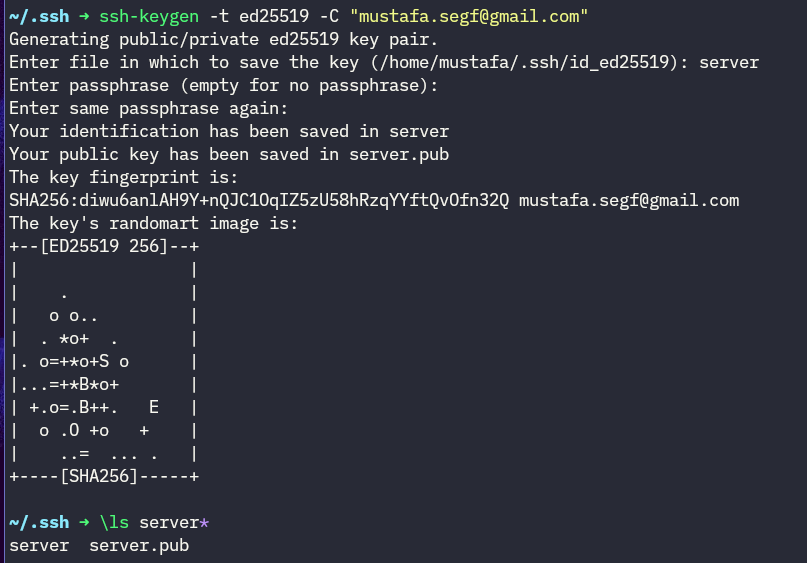 ~/.ssh → ssh-keygen -t ed25519 -C "mustafa.segf@gmail.com"
Generating public/private ed25519 key pair.
Enter file in which to save the key (/home/mustafa/.ssh/id_ed25519): server
Enter passphrase (empty for no passphrase):
Enter same passphrase again:
Your identification has been saved in server
Your public key has been saved in server.pub
The key fingerprint is:
SHA256:diwu6anlAH9Y+nQJC1OqIZ5zU58hRzqYYftQvOfn32Q mustafa.segf@gmail.com
The key's randomart image is:
+--[ED25519 256]--+
|                 |
|    .            |
|   o o..         |
|  . *o+  .       |
|. o=+*o+S o      |
|...=+*B*o+       |
| +.o=.B++.   E   |
|  o .O +o   +    |
|    ..=  ... .   |
+----[SHA256]-----+
~/.ssh → \ls server*
server  server.pub